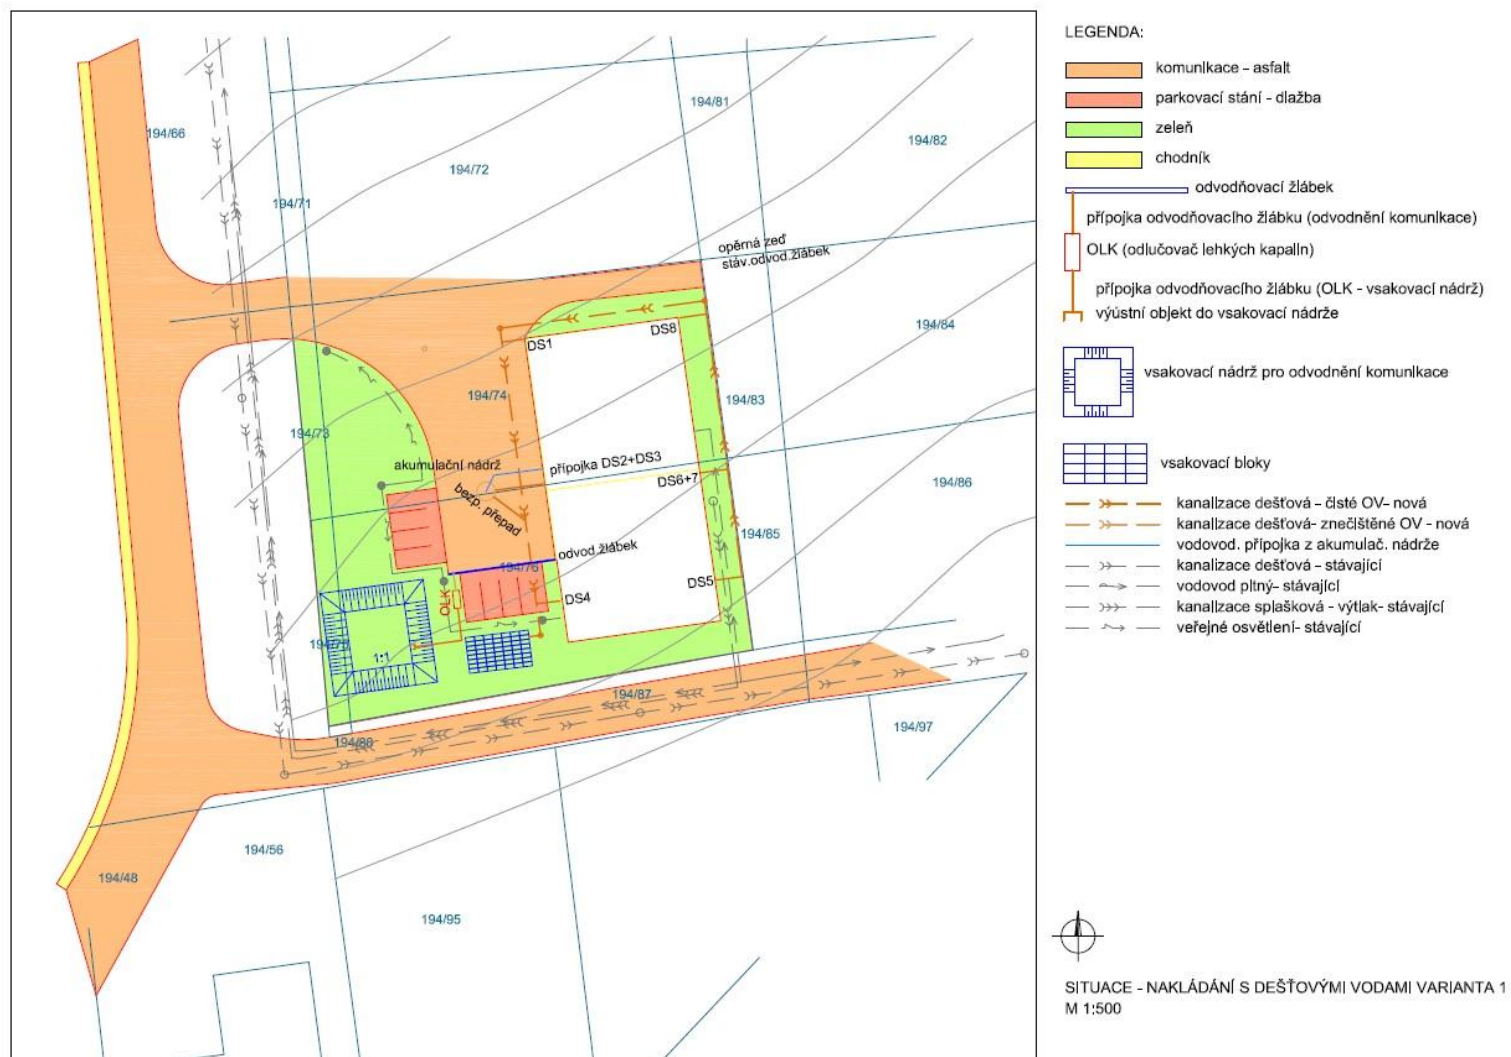 194/66
194/81
194/82
194/72
194/71
opěrná zeď
stáv.odvod.žlábek
194/84
DS8
DS1
194/74
194/83
194/73
akumulační nádrž
přípojka DS2+DS3
DS6+7
bezp. přepad
194/86
194/85
odvod.žlábek
194/76
DS5
OLK
DS4
1:1
194/87
194/97
194/56
194/48
194/95
LEGENDA:
komunikace - asfalt
parkovací stání - dlažba
zeleň
chodník
odvodňovací žlábek
přípojka odvodňovacího žlábku (odvodnění komunikace)
OLK (odlučovač lehkých kapalin)
přípojka odvodňovacího žlábku (OLK - vsakovací nádrž)
výústní objekt do vsakovací nádrže
vsakovací nádrž pro odvodnění komunikace
vsakovací bloky
kanalizace dešťová - čisté OV- nová
kanalizace dešťová- znečištěné OV - nová
vodovod. přípojka z akumulač. nádrže
kanalizace dešťová - stávající
vodovod pitný- stávající
kanalizace splašková - výtlak- stávající
veřejné osvětlení- stávající
SITUACE - NAKLÁDÁNÍ S DEŠŤOVÝMI VODAMI VARIANTA 1
M 1:500